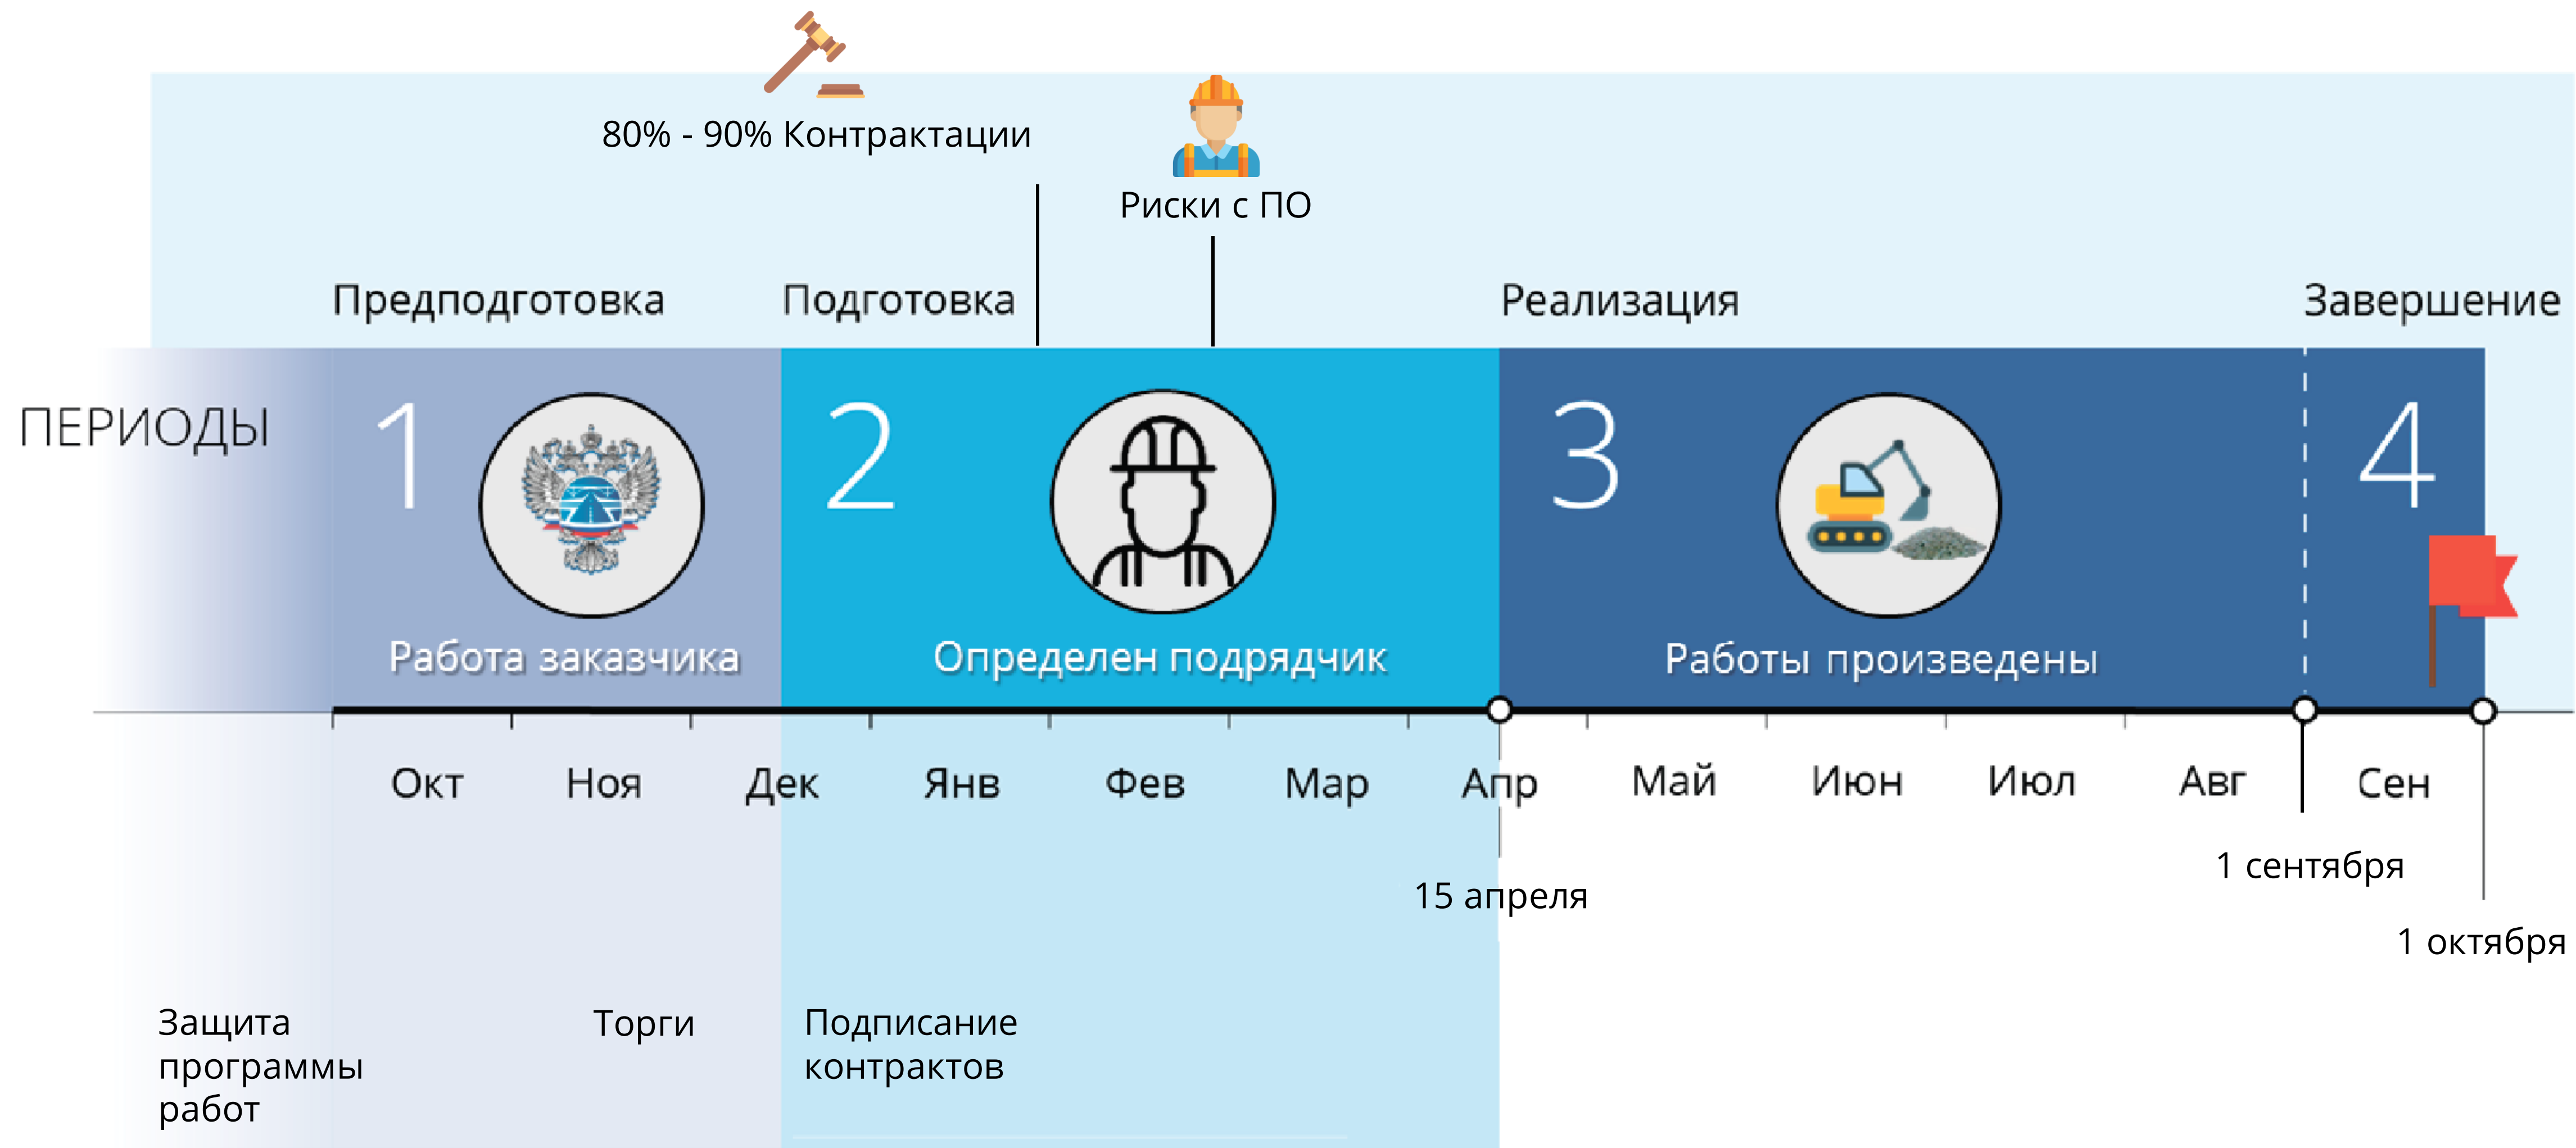 80% - 90% Контрактации
Риски с ПО
Предподготовка
Подготовка
Реализация
Завершение
ПЕРИОДЫ
1
2
3
4
Работа заказчика
Определен подрядчик
Работы произведены
Окт
Ноя
Дек
Янв
Фев
Мар
Апр
Май
Июн
Июл
Авг
Сен
15 апреля
1 сентября
1 октября
Защита
программы
работ
Торги
Подписание
контрактов